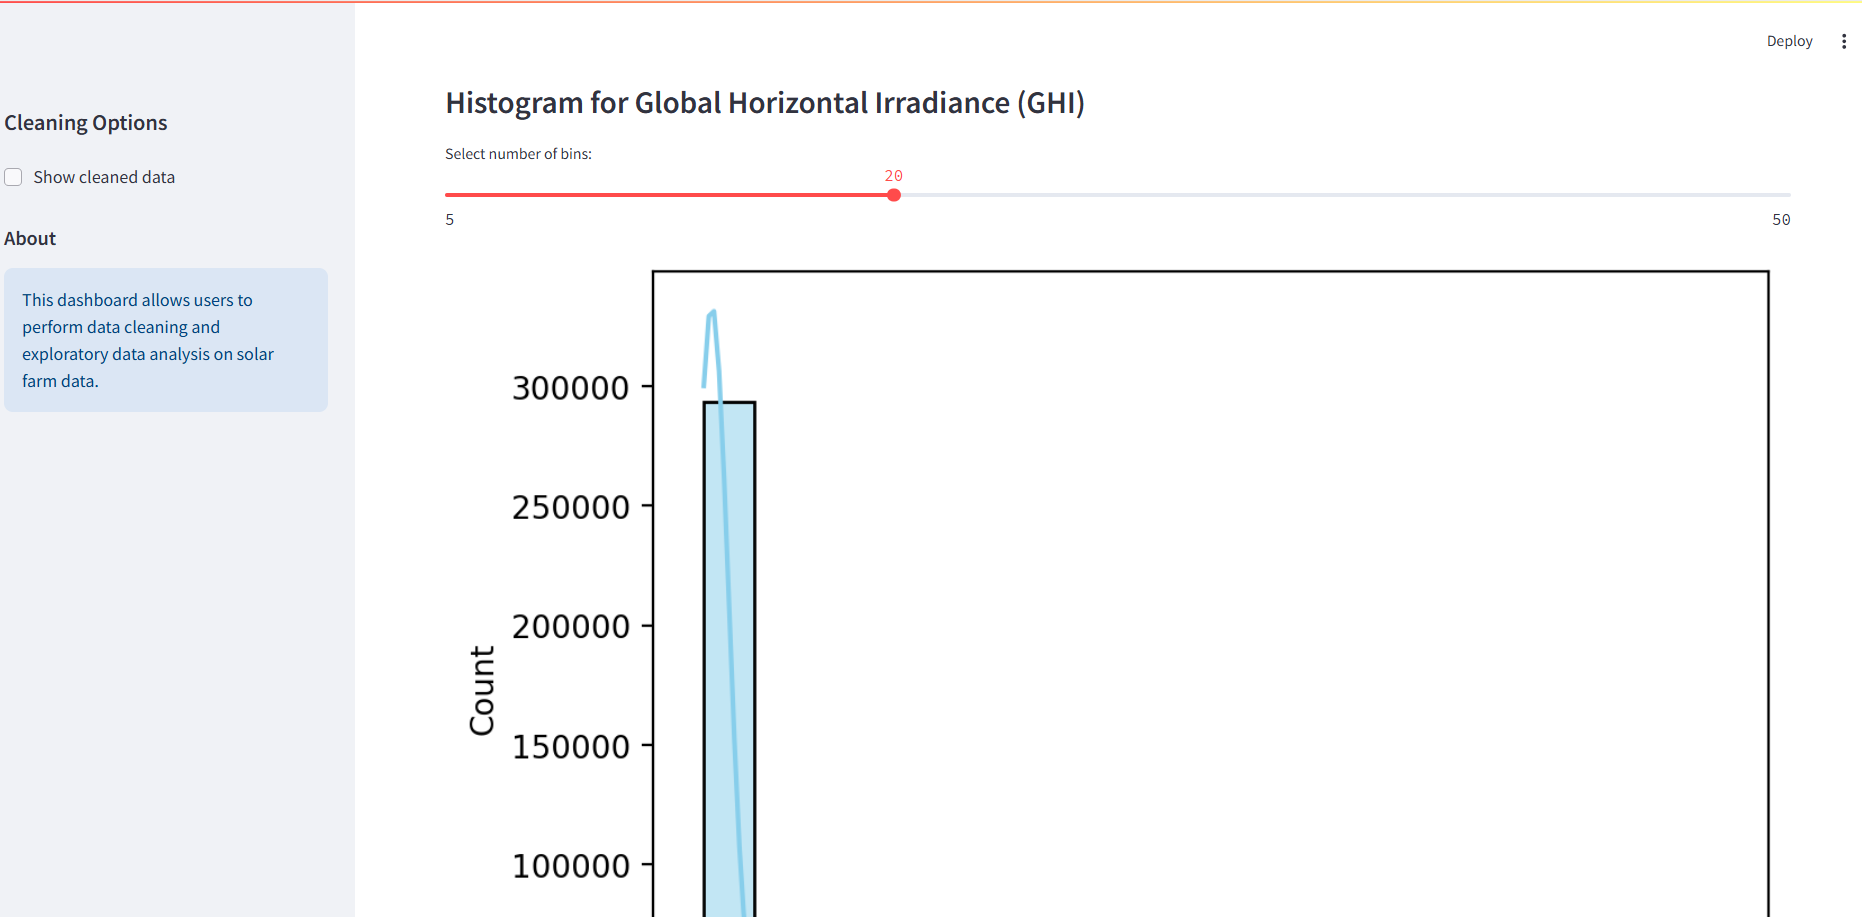 Deploy
Cleaning Options
Show cleaned data
About
This dashboard allows users to
perform data cleaning and
exploratory data analysis on solar
farm data.
Histogram for Global Horizontal Irradiance (GHI)
Select number of bins:
20
5
50
300000
250000
200000
150000
100000
Count